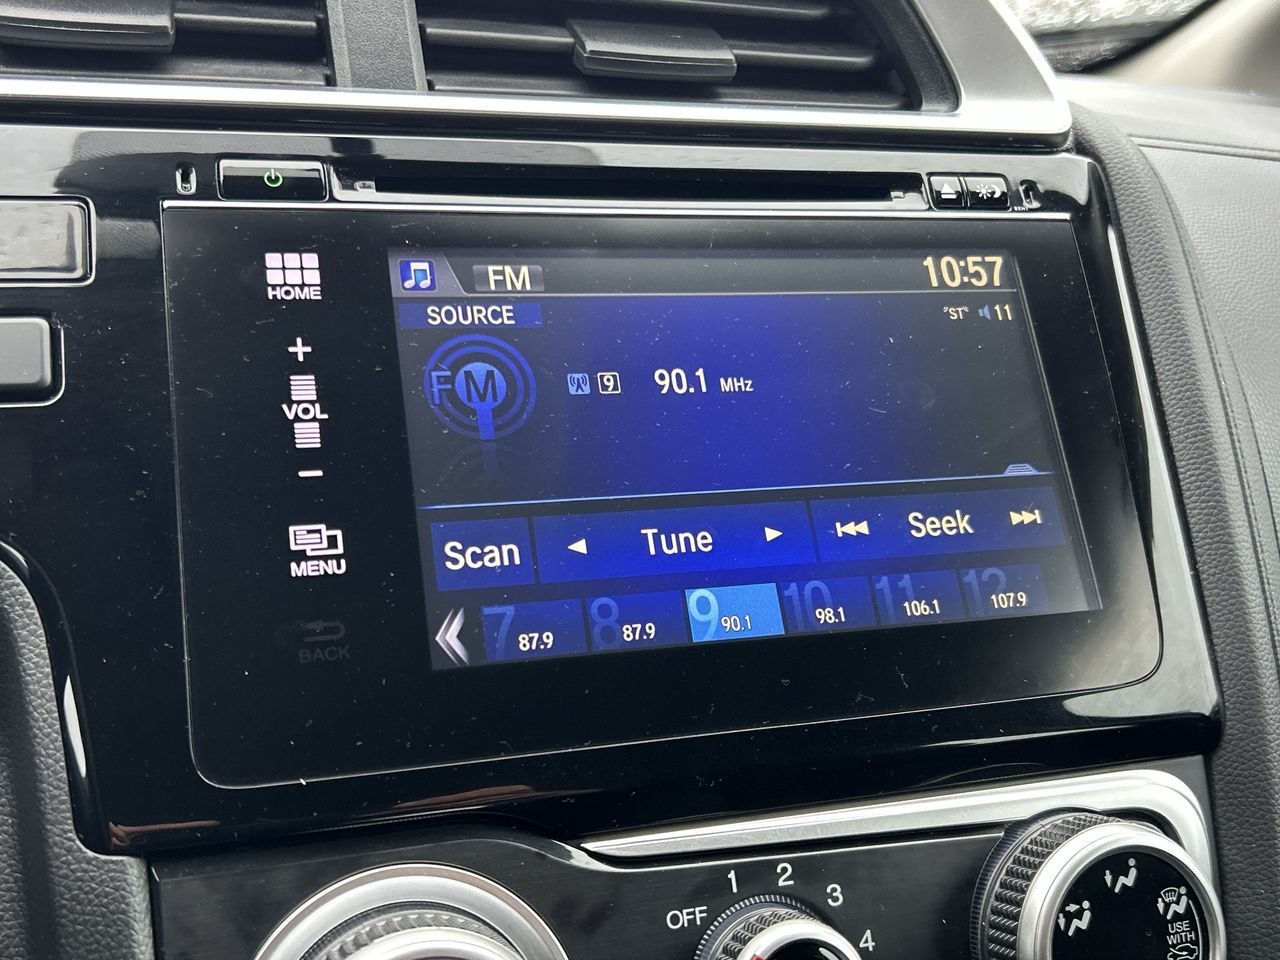 FM
10:57
HOME
SOURCE
"ST" 11
FM
9 90.1 MHz
+
VOL
−
MENU
Scan Tune Seek
BACK
7 87.9
8 87.9
9 90.1
10 98.1
11 106.1
12 107.9
OFF 1 2 3 4
USE
WITH